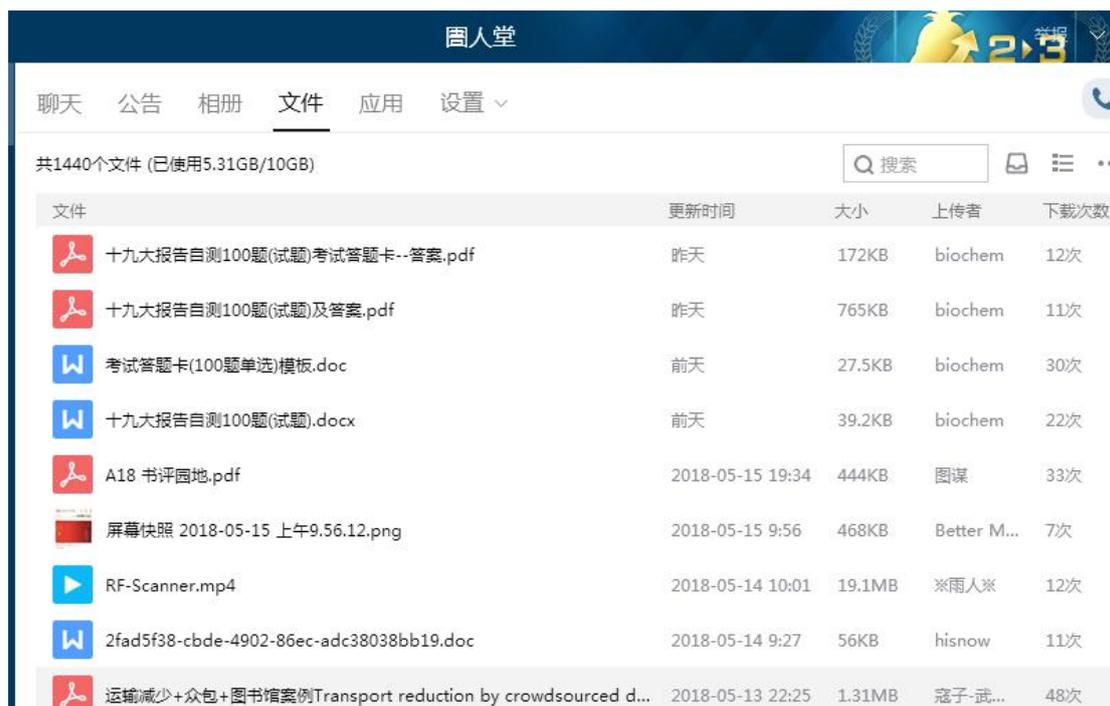 圕人堂
2 3 举报
聊天 公告 相册 文件 应用 设置
共1440个文件 (已使用5.31GB/10GB) 搜索
文件 更新时间 大小 上传者 下载次数
十九大报告自测100题(试题)考试答题卡--答案.pdf 昨天 172KB biochem 12次
十九大报告自测100题(试题)及答案.pdf 昨天 765KB biochem 11次
考试答题卡(100题单选)模板.doc 前天 27.5KB biochem 30次
十九大报告自测100题(试题).docx 前天 39.2KB biochem 22次
A18 书评园地.pdf 2018-05-15 19:34 444KB 图谋 33次
屏幕快照 2018-05-15 上午9.56.12.png 2018-05-15 9:56 468KB Better M... 7次
RF-Scanner.mp4 2018-05-14 10:01 19.1MB ※雨人※ 12次
2fad5f38-cbde-4902-86ec-adc38038bb19.doc 2018-05-14 9:27 56KB hisnow 11次
运输减少+众包+图书馆案例Transport reduction by crowdsourced d... 2018-05-13 22:25 1.31MB 寇子-武... 48次